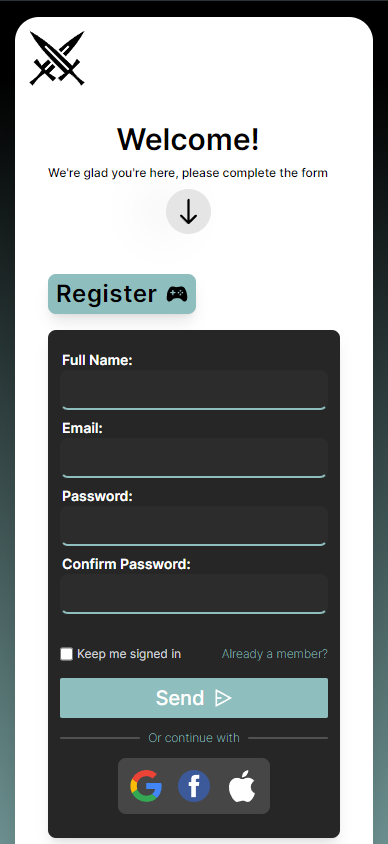 Welcome!
We're glad you're here, please complete the form
Register
Full Name:
Email:
Password:
Confirm Password:
Keep me signed in
Already a member?
Send
Or continue with